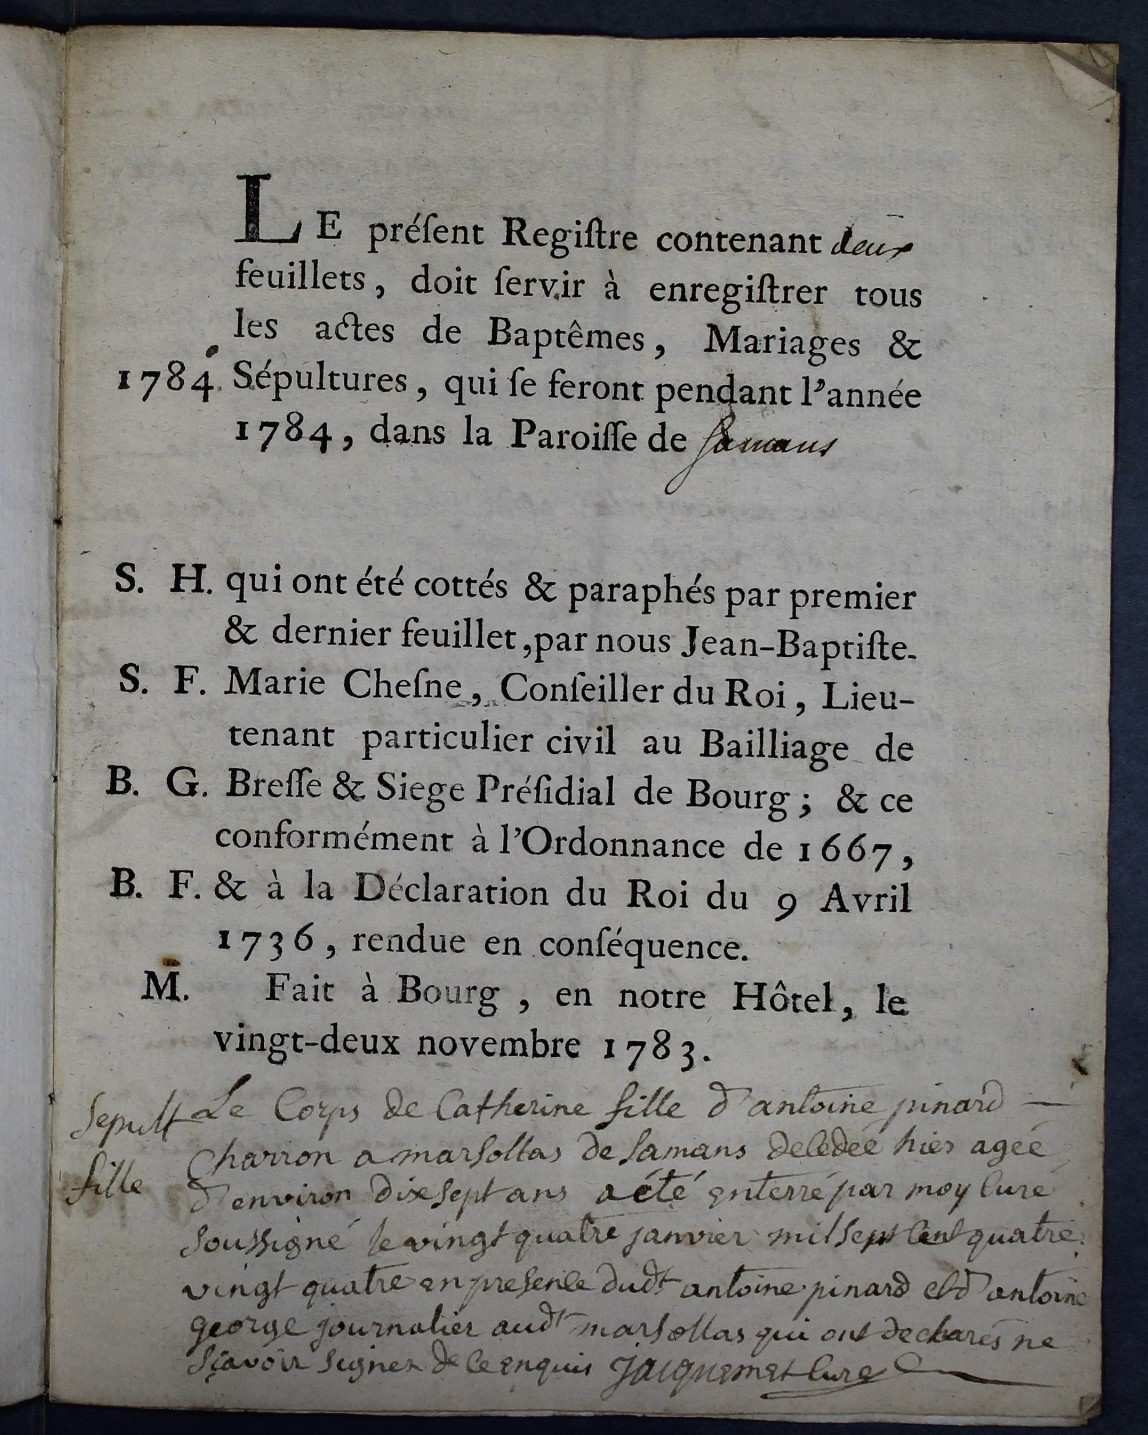 LE préſent Regiſtre contenant deux
feuillets, doit ſervir à enregiſtrer tous
les actes de Baptêmes, Mariages &
1784. Sépultures, qui ſe feront pendant l'année
1784, dans la Paroiſſe de Samans
S. H. qui ont été cottés & paraphés par premier
& dernier feuillet, par nous Jean-Baptiſte-
S. F. Marie Cheſne, Conſeiller du Roi, Lieu-
tenant particulier civil au Bailliage de
B. G. Breſſe & Siege Préſidial de Bourg; & ce
conformément à l'Ordonnance de 1667,
B. F. & à la Déclaration du Roi du 9 Avril
1736, rendue en conſéquence.
M. Fait à Bourg, en notre Hôtel, le
vingt-deux novembre 1783.
Sepult Le Corps de Catherine fille d'antoine pinard
Charron a marsollas de Samans decedée hier agée
fille d'environ dix sept ans a été enterré par moy Curé
soussigné le vingt quatre janvier mil sept Cent quatre
vingt quatre en presence dudt antoine pinard et d'antoine
george journalier audt marsollas qui ont declarés ne
sçavoir signer de ce enquis Jacquemet Curé